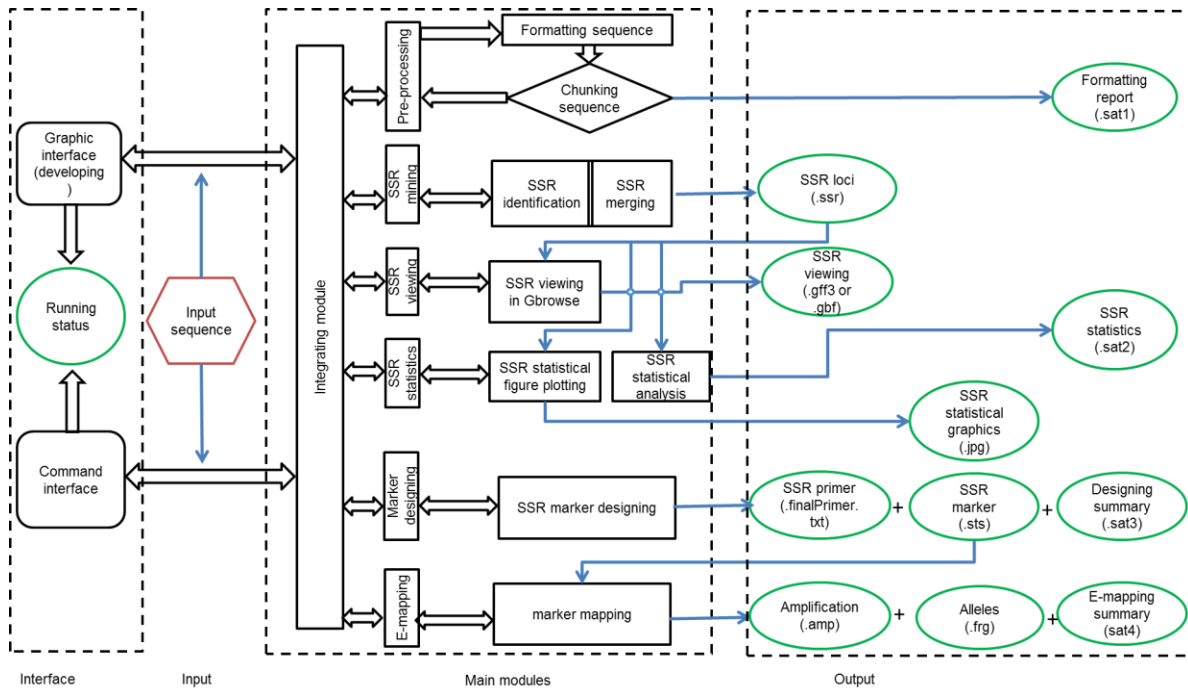 Graphic
interface
(developing
)
Running
status
Command
interface
Input
sequence
Integrating module
Pre-processing
Formatting sequence
Chunking
sequence
Formatting
report
(.sat1)
SSR
mining
SSR
identification
SSR
merging
SSR loci
(.ssr)
SSR
viewing
SSR viewing
in Gbrowse
SSR
viewing
(.gff3 or
.gbf)
SSR
statistics
SSR statistical
figure plotting
SSR
statistical
analysis
SSR
statistics
(.sat2)
SSR
statistical
graphics
(.jpg)
Marker
designing
SSR marker designing
SSR primer
(.finalPrimer.
txt)
+
SSR
marker
(.sts)
+
Designing
summary
(.sat3)
E-mapping
marker mapping
Amplification
(.amp)
+
Alleles
(.frg)
+
E-mapping
summary
(sat4)
Interface
Input
Main modules
Output